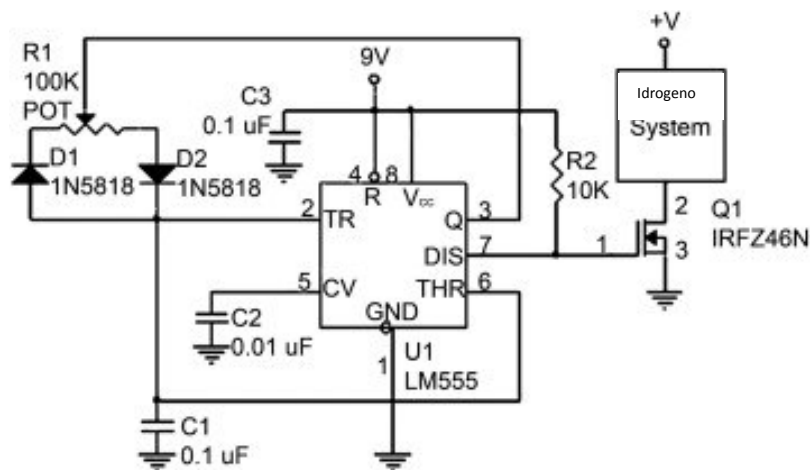 R1
100K
POT
9V
+V
C3
0.1 uF
Idrogeno
System
D1
1N5818
D2
1N5818
R2
10K
4
8
R
Vcc
2
TR
Q
3
DIS
7
1
2
3
Q1
IRFZ46N
5
CV
THR
6
GND
C2
0.01 uF
1
U1
LM555
C1
0.1 uF